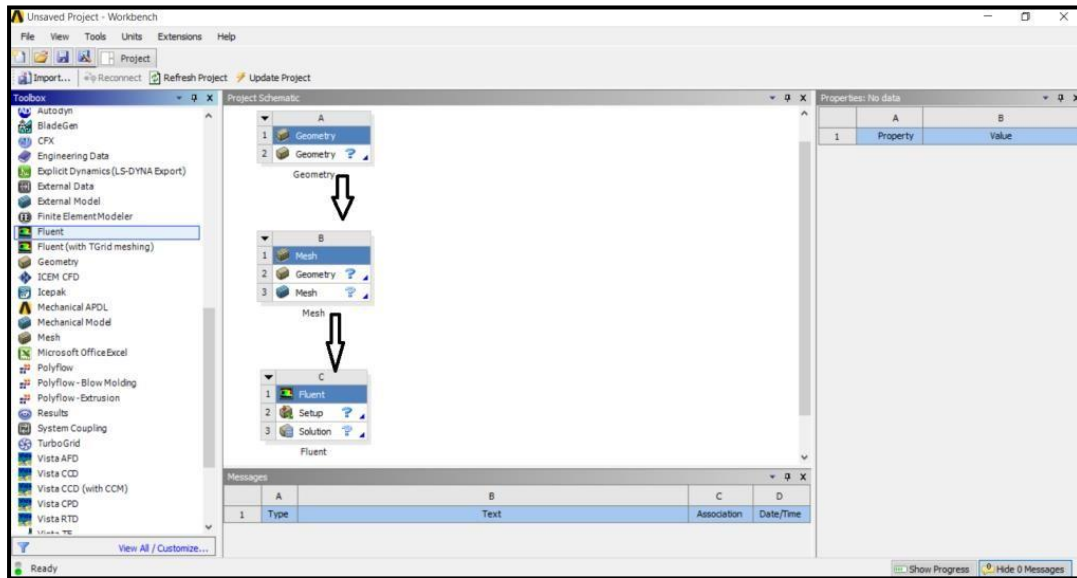 Unsaved Project - Workbench
File View Tools Units Extensions Help
Project
Import... Reconnect Refresh Project Update Project
Toolbox
Autodyn
BladeGen
CFX
Engineering Data
Explicit Dynamics (LS-DYNA Export)
External Data
External Model
Finite Element Modeler
Fluent
Fluent (with TGrid meshing)
Geometry
ICEM CFD
Icepak
Mechanical APDL
Mechanical Model
Mesh
Microsoft Office Excel
Polyflow
Polyflow - Blow Molding
Polyflow - Extrusion
Results
System Coupling
TurboGrid
Vista AFD
Vista CCD
Vista CCD (with CCM)
Vista CPD
Vista RTD
Vista TF
View All / Customize...
Project Schematic
A
1 Geometry
2 Geometry ?
Geometry
B
1 Mesh
2 Geometry ?
3 Mesh ?
Mesh
C
1 Fluent
2 Setup ?
3 Solution ?
Fluent
Messages
A B C D
1 Type Text Association Date/Time
Properties: No data
A B
1 Property Value
Ready
Show Progress Hide 0 Messages